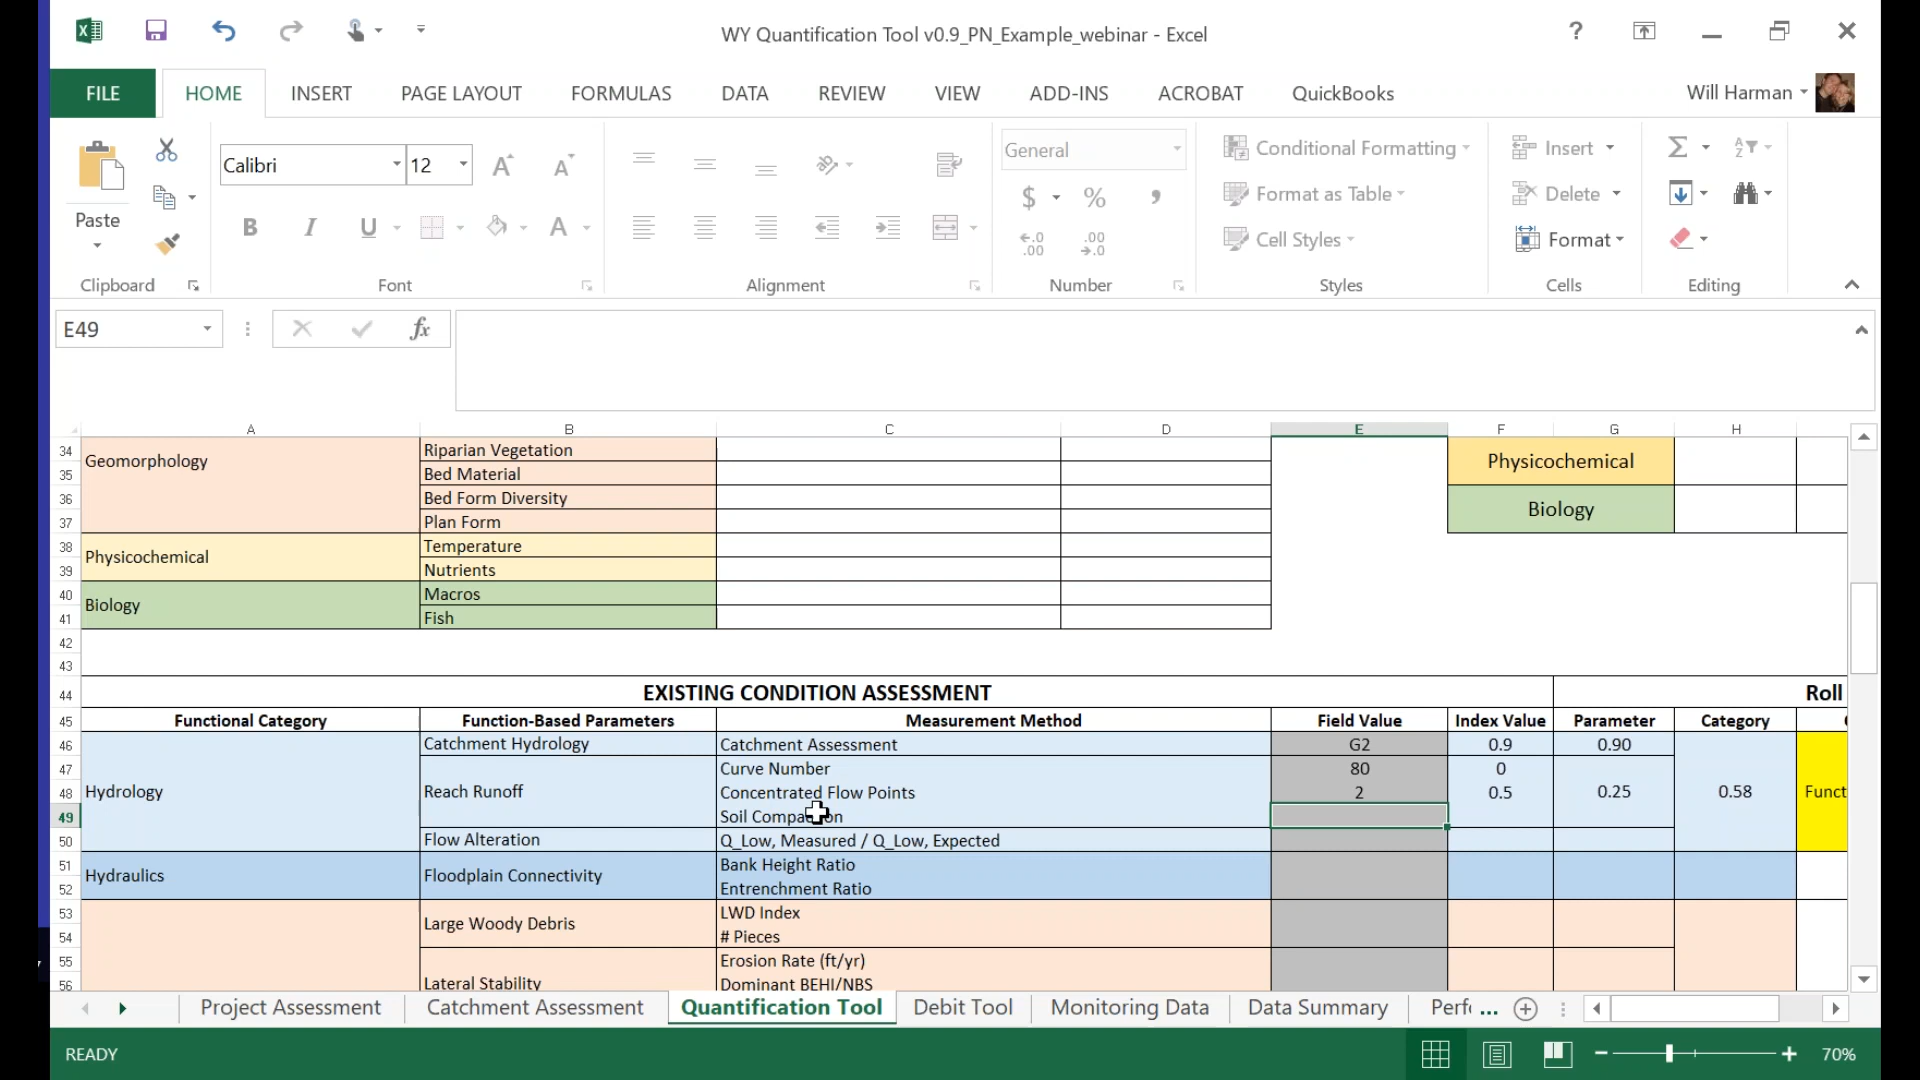 WY Quantification Tool v0.9_PN_Example_webinar - Excel
?
FILE HOME INSERT PAGE LAYOUT FORMULAS DATA REVIEW VIEW ADD-INS ACROBAT QuickBooks Will Harman
Paste
Calibri 12
B I U A
General
$ % ,
Conditional Formatting
Format as Table
Cell Styles
Insert
Delete
Format
Clipboard Font Alignment Number Styles Cells Editing
E49 fx
A B C D E F G H
34 Geomorphology Riparian Vegetation Physicochemical
35 Bed Material
36 Bed Form Diversity Biology
37 Plan Form
38 Physicochemical Temperature
39 Nutrients
40 Biology Macros
41 Fish
42
43
44 EXISTING CONDITION ASSESSMENT Roll
45 Functional Category Function-Based Parameters Measurement Method Field Value Index Value Parameter Category
46 Catchment Hydrology Catchment Assessment G2 0.9 0.90
47 Curve Number 80 0
48 Hydrology Reach Runoff Concentrated Flow Points 2 0.5 0.25 0.58 Funct
49 Soil Compaction
50 Flow Alteration Q_Low, Measured / Q_Low, Expected
51 Hydraulics Floodplain Connectivity Bank Height Ratio
52 Entrenchment Ratio
53 Large Woody Debris LWD Index
54 # Pieces
55 Erosion Rate (ft/yr)
56 Lateral Stability Dominant BEHI/NBS
Project Assessment Catchment Assessment Quantification Tool Debit Tool Monitoring Data Data Summary Perf ...
READY 70%